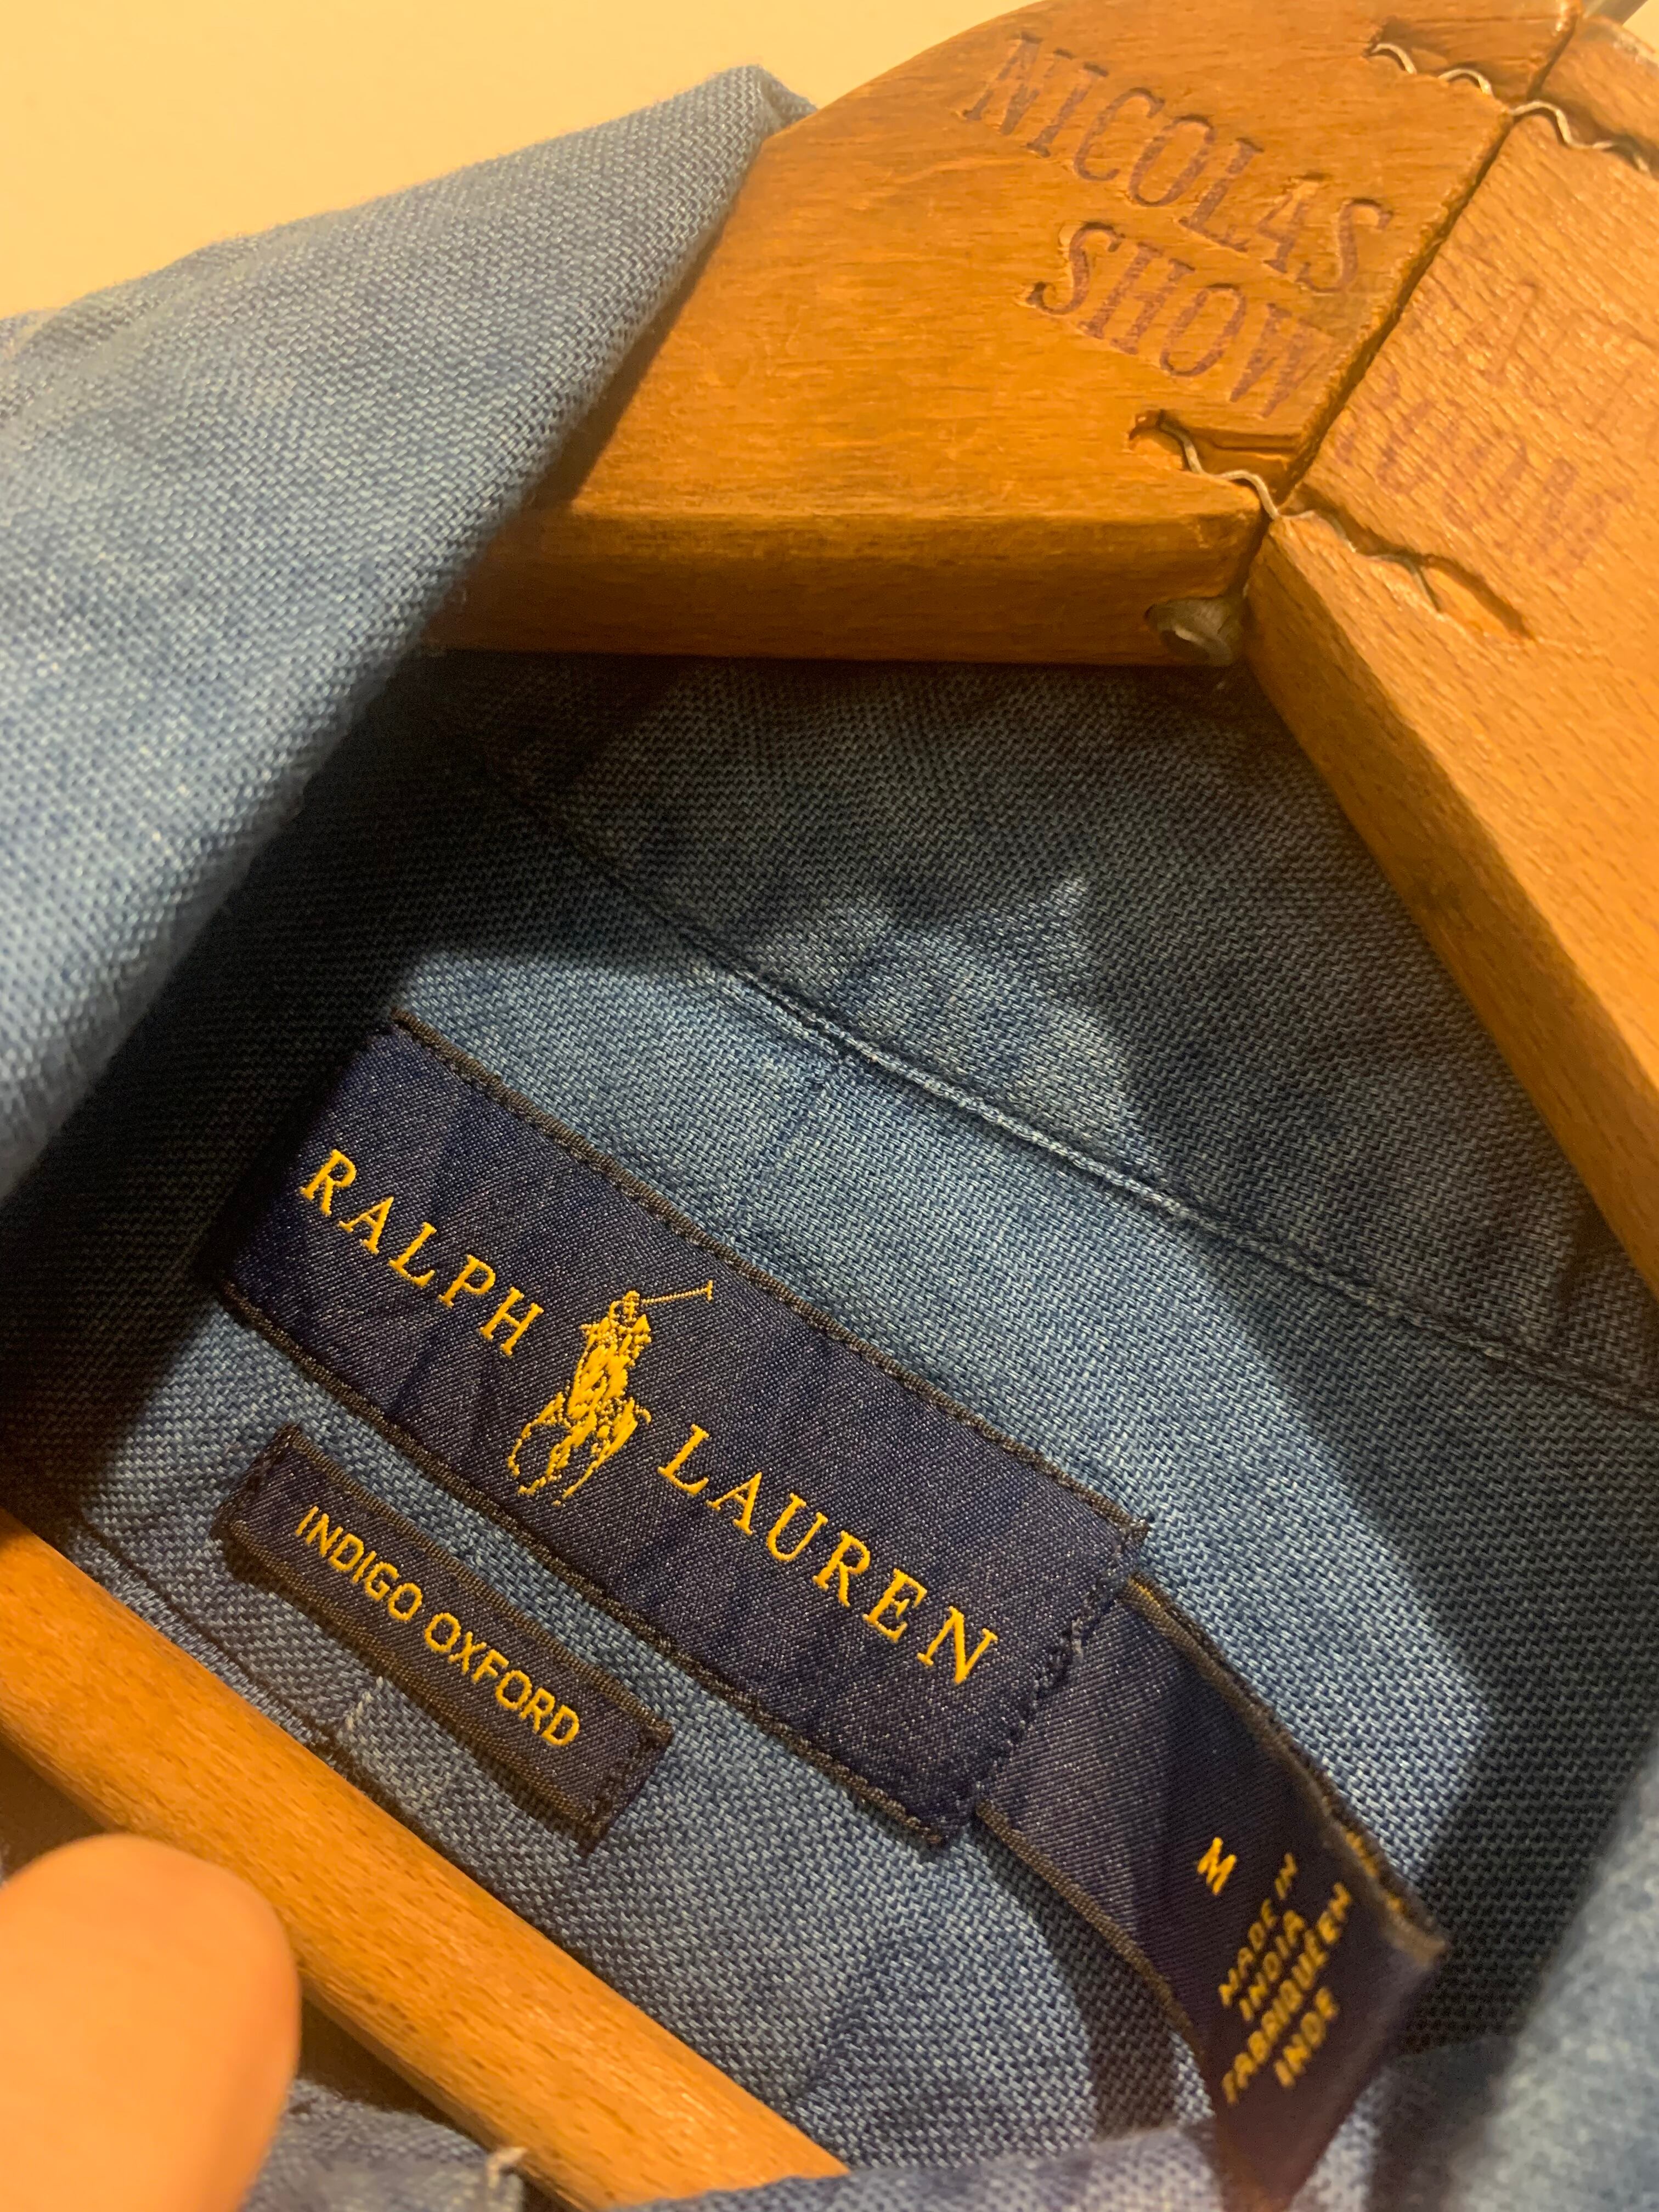 NICOLAS
SHOW
RALPH LAUREN
INDIGO OXFORD
M
MADE IN
INDIA
FABRIQUÉ EN
INDE